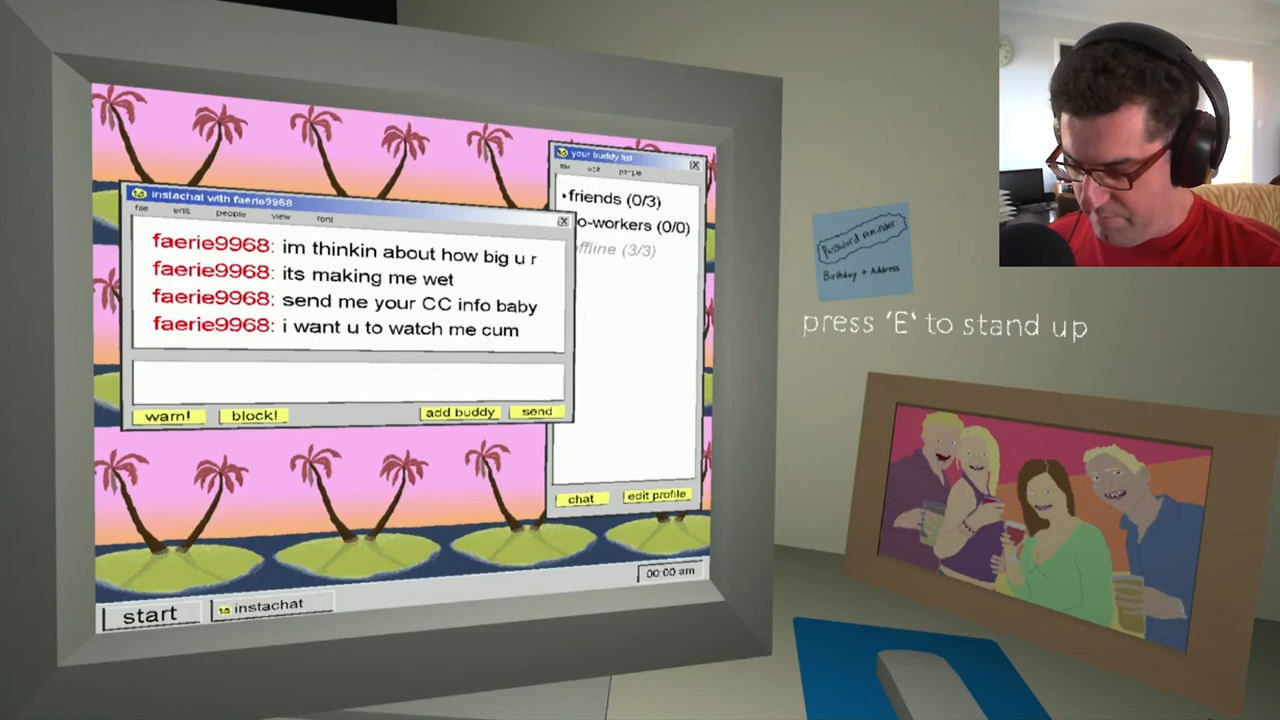 your buddy list
file edit people
friends (0/3)
o-workers (0/0)
offline (3/3)
instachat with faerie9968
file edit people view font
faerie9968: im thinkin about how big u r
faerie9968: its making me wet
faerie9968: send me your CC info baby
faerie9968: i want u to watch me cum
warn! block! add buddy send
chat edit profile
00:00 am
start instachat
Password reminder:
Birthday + Address
press 'E' to stand up